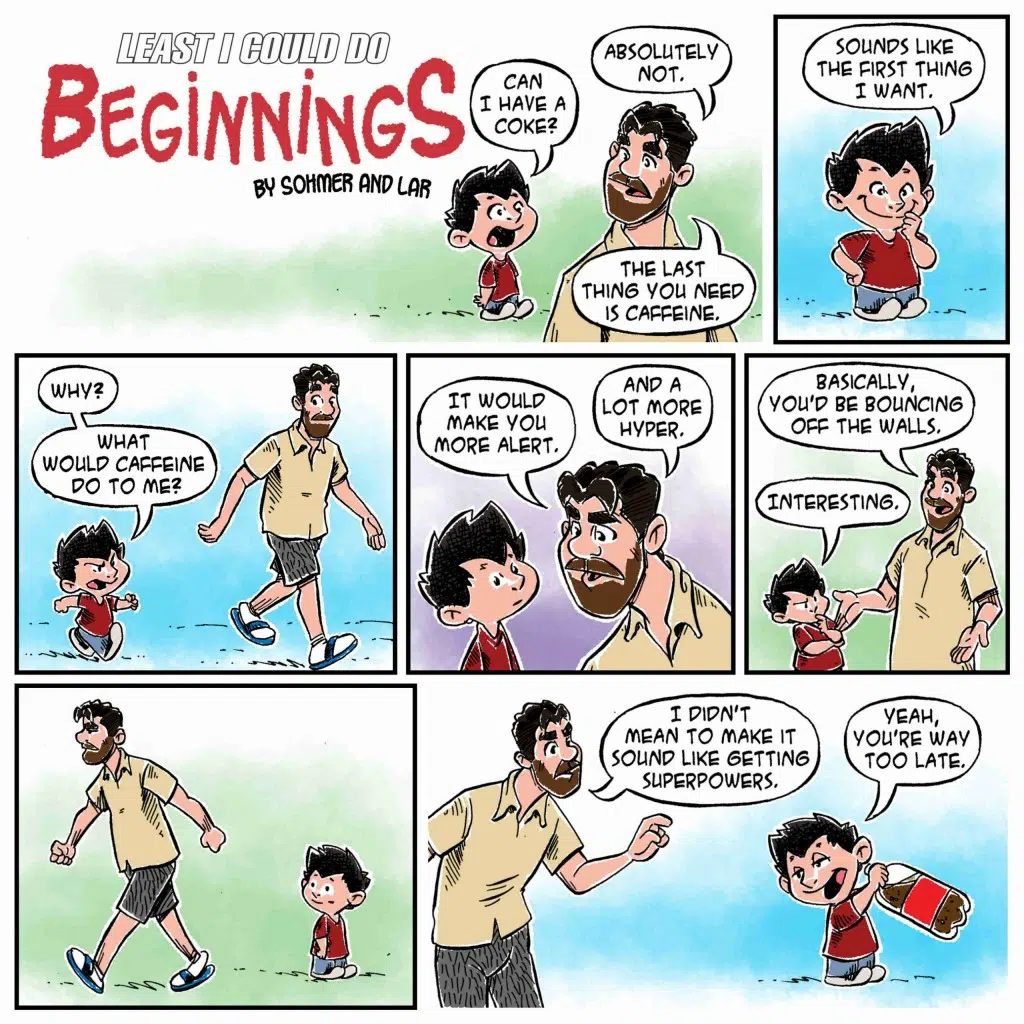 LEAST I COULD DO
BEGINNINGS
BY SOHMER AND LAR
CAN
I HAVE A
COKE?
ABSOLUTELY
NOT.
THE LAST
THING YOU NEED
IS CAFFEINE.
SOUNDS LIKE
THE FIRST THING
I WANT.
WHY?
WHAT
WOULD CAFFEINE
DO TO ME?
IT WOULD
MAKE YOU
MORE ALERT.
AND A
LOT MORE
HYPER.
BASICALLY,
YOU'D BE BOUNCING
OFF THE WALLS.
INTERESTING.
I DIDN'T
MEAN TO MAKE IT
SOUND LIKE GETTING
SUPERPOWERS.
YEAH,
YOU'RE WAY
TOO LATE.